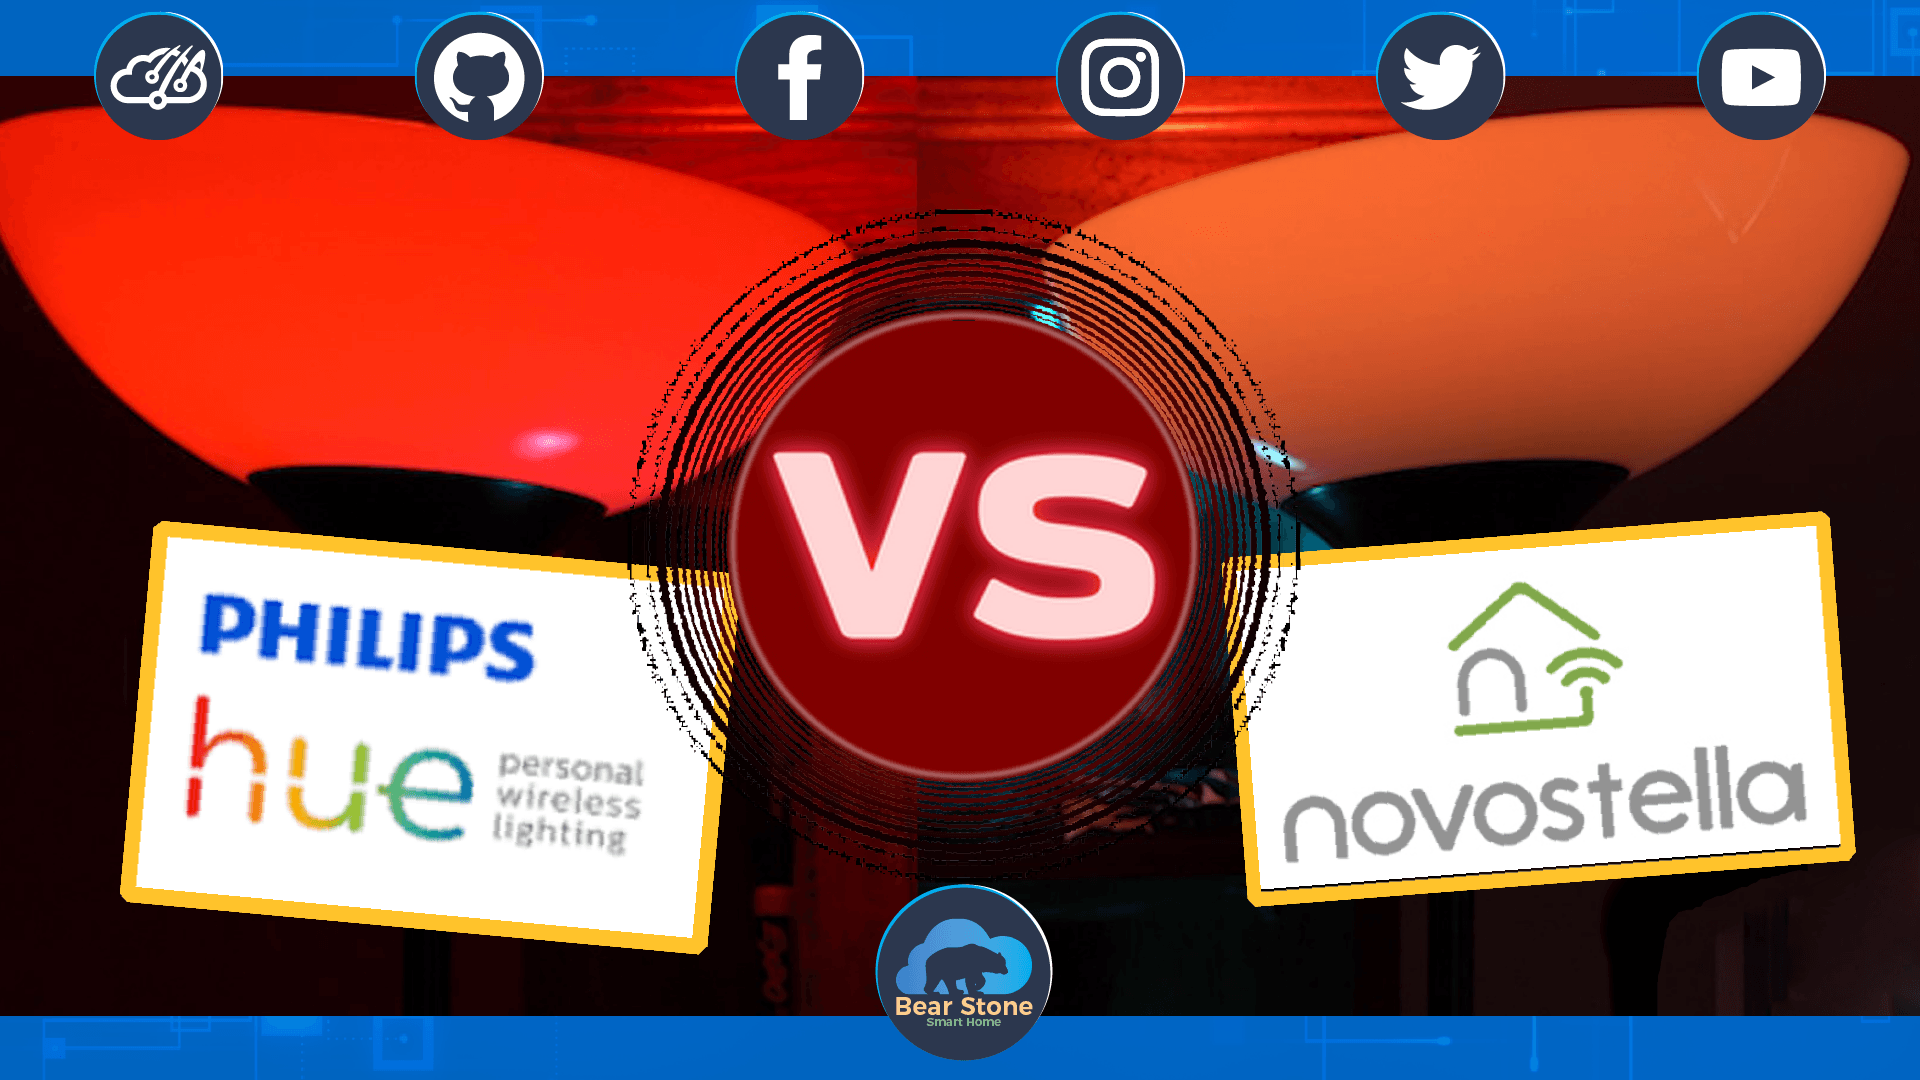 VS
PHILIPS
hue
personal
wireless
lighting
n
novostella
Bear Stone
Smart Home